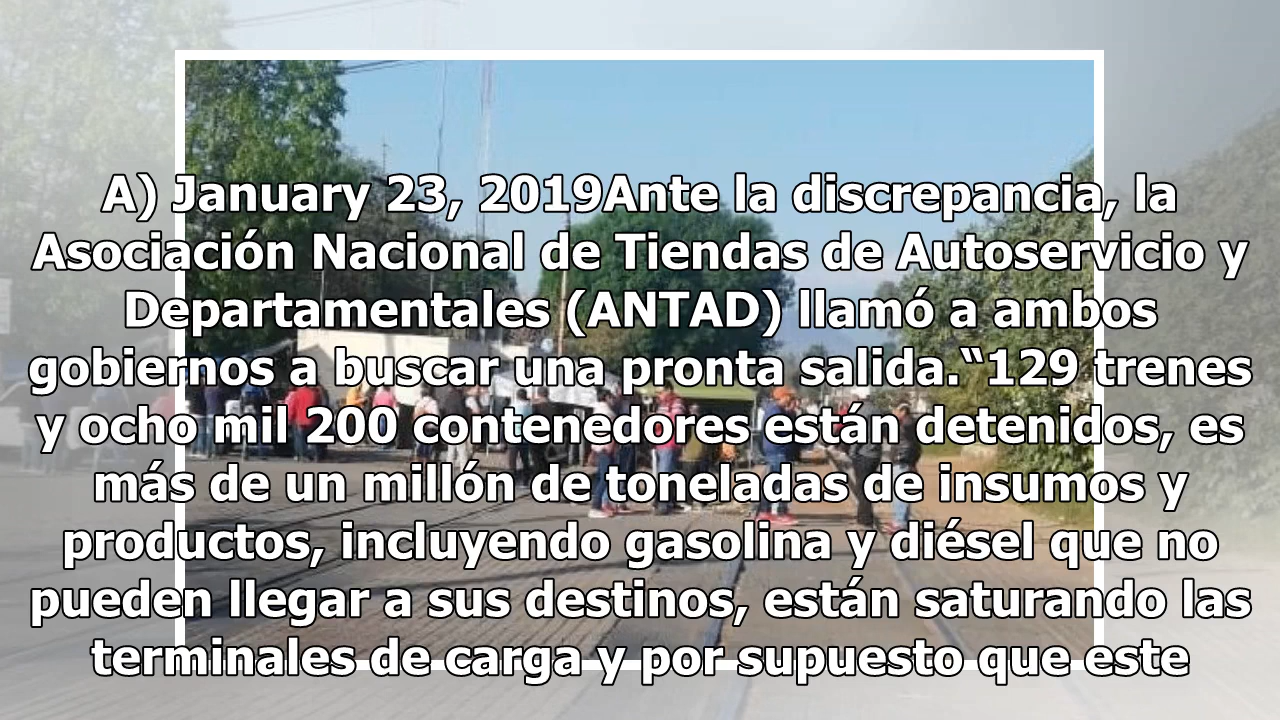 A) January 23, 2019Ante la discrepancia, la
Asociación Nacional de Tiendas de Autoservicio y
Departamentales (ANTAD) llamó a ambos
gobiernos a buscar una pronta salida.“129 trenes
y ocho mil 200 contenedores están detenidos, es
más de un millón de toneladas de insumos y
productos, incluyendo gasolina y diésel que no
pueden llegar a sus destinos, están saturando las
terminales de carga y por supuesto que este